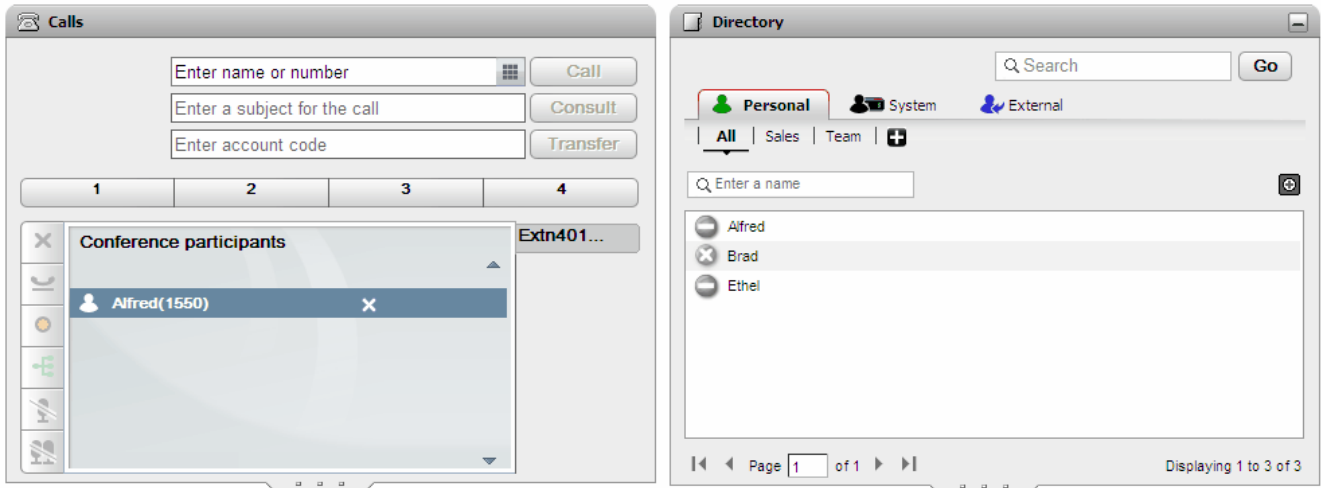 Calls
Enter name or number
Call
Enter a subject for the call
Consult
Enter account code
Transfer
1 2 3 4
Conference participants
Extn401...
Alfred(1550)
Directory
Search
Go
Personal System External
All Sales Team
Enter a name
Alfred
Brad
Ethel
Page 1 of 1
Displaying 1 to 3 of 3